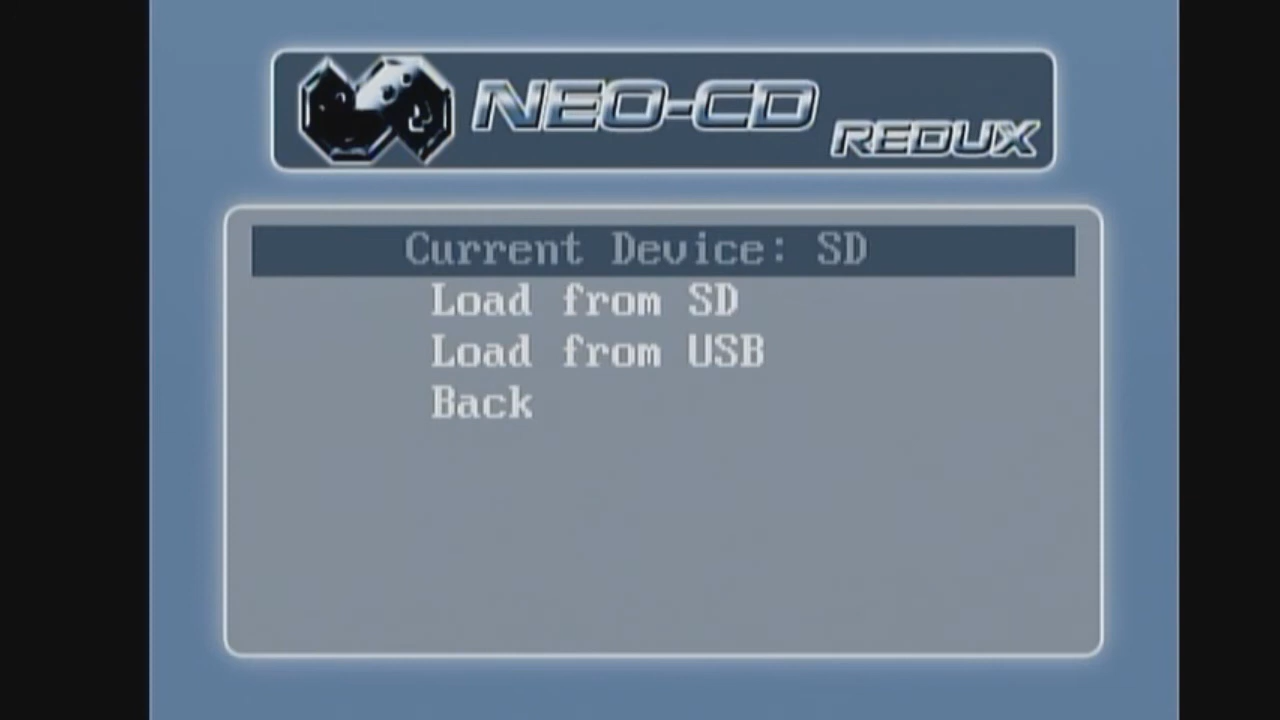 NEO-CD
REDUX
Current Device: SD
Load from SD
Load from USB
Back